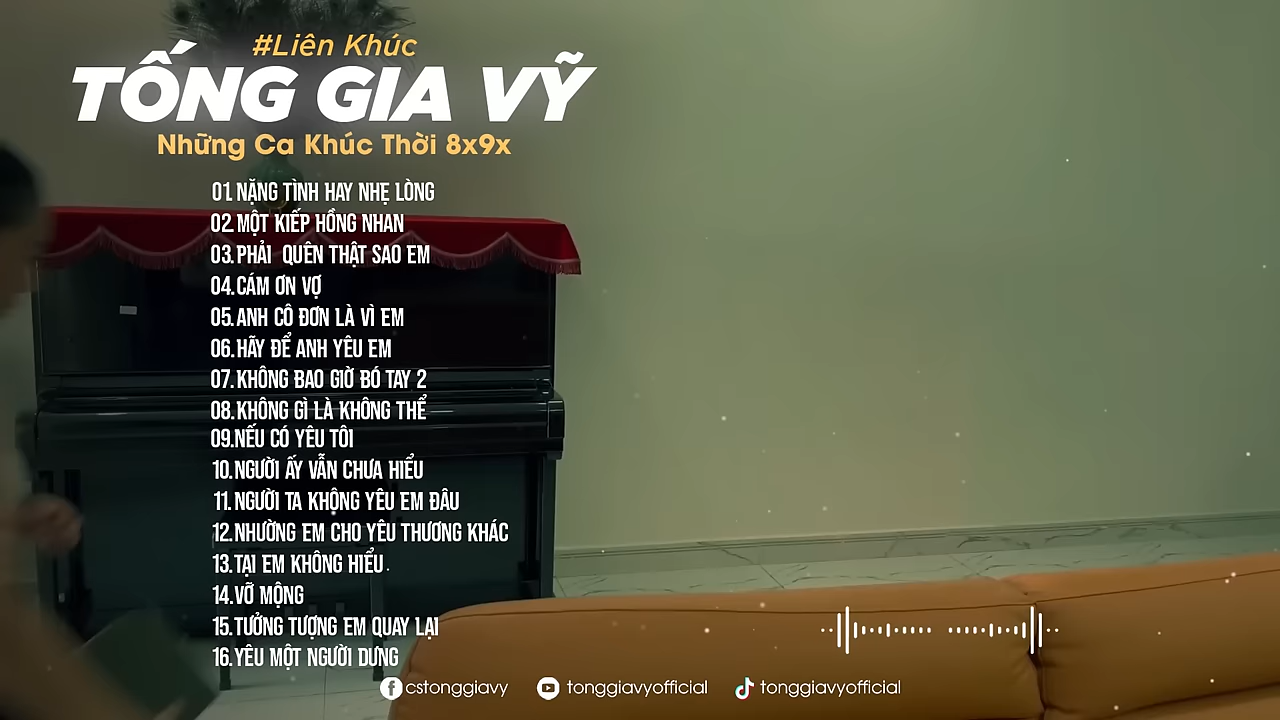 #Liên Khúc
TỐNG GIA VỸ
Những Ca Khúc Thời 8x9x
01.NẶNG TÌNH HAY NHẸ LÒNG
02.MỘT KIẾP HỒNG NHAN
03.PHẢI QUÊN THẬT SAO EM
04.CÁM ƠN VỢ
05.ANH CÔ ĐƠN LÀ VÌ EM
06.HÃY ĐỂ ANH YÊU EM
07.KHÔNG BAO GIỜ BÓ TAY 2
08.KHÔNG GÌ LÀ KHÔNG THỂ
09.NẾU CÓ YÊU TÔI
10.NGƯỜI ẤY VẪN CHƯA HIỂU
11.NGƯỜI TA KHỘNG YÊU EM ĐÂU
12.NHƯỜNG EM CHO YÊU THƯƠNG KHÁC
13.TẠI EM KHÔNG HIỂU
14.VỠ MỘNG
15.TƯỞNG TƯỢNG EM QUAY LẠI
16.YÊU MỘT NGƯỜI DƯNG
cstonggiavy tonggiavyofficial tonggiavyofficial